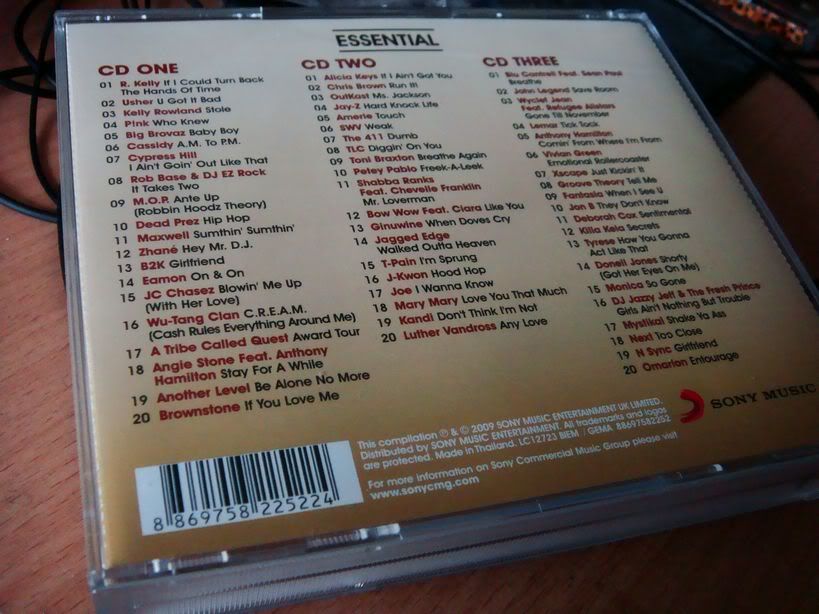 ESSENTIAL
CD ONE
01 R. Kelly If I Could Turn Back
The Hands Of Time
02 Usher U Got It Bad
03 Kelly Rowland Stole
04 P!nk Who Knew
05 Big Brovaz Baby Boy
06 Cassidy A.M. To P.M.
07 Cypress Hill
I Ain't Goin' Out Like That
08 Rob Base & DJ EZ Rock
It Takes Two
09 M.O.P. Ante Up
(Robbin Hoodz Theory)
10 Dead Prez Hip Hop
11 Maxwell Sumthin' Sumthin'
12 Zhané Hey Mr. D.J.
13 B2K Girlfriend
14 Eamon On & On
15 JC Chasez Blowin' Me Up
(With Her Love)
16 Wu-Tang Clan C.R.E.A.M.
(Cash Rules Everything Around Me)
17 A Tribe Called Quest Award Tour
18 Angie Stone Feat. Anthony
Hamilton Stay For A While
19 Another Level Be Alone No More
20 Brownstone If You Love Me
CD TWO
01 Alicia Keys If I Ain't Got You
02 Chris Brown Run It!
03 OutKast Ms. Jackson
04 Jay-Z Hard Knock Life
05 Amerie Touch
06 SWV Weak
07 The 411 Dumb
08 TLC Diggin' On You
09 Toni Braxton Breathe Again
10 Petey Pablo Freek-A-Leek
11 Shabba Ranks
Feat. Chevelle Franklin
Mr. Loverman
12 Bow Wow Feat. Ciara Like You
13 Ginuwine When Doves Cry
14 Jagged Edge
Walked Outta Heaven
15 T-Pain I'm Sprung
16 J-Kwon Hood Hop
17 Joe I Wanna Know
18 Mary Mary Love You That Much
19 Kandi Don't Think I'm Not
20 Luther Vandross Any Love
CD THREE
01 Blu Cantrell Feat. Sean Paul
Breathe
02 John Legend Save Room
03 Wyclef Jean
Feat. Refugee Allstars
Gone Till November
04 Lemar Tick Tock
05 Anthony Hamilton
Comin' From Where I'm From
06 Vivian Green
Emotional Rollercoaster
07 Xscape Just Kickin' It
08 Groove Theory Tell Me
09 Fantasia When I See U
10 Jon B They Don't Know
11 Deborah Cox Sentimental
12 Killa Kela Secrets
13 Tyrese How You Gonna
Act Like That
14 Donell Jones Shorty
(Got Her Eyes On Me)
15 Monica So Gone
16 DJ Jazzy Jeff & The Fresh Prince
Girls Ain't Nothing But Trouble
17 Mystikal Shake Ya Ass
18 Next Too Close
19 N Sync Girlfriend
20 Omarion Entourage
SONY MUSIC
This compilation ℗ & © 2009 SONY MUSIC ENTERTAINMENT UK LIMITED.
Distributed by SONY MUSIC ENTERTAINMENT. All trademarks and logos
are protected. Made in Thailand. LC12723 BIEM / GEMA 88697582252
For more information on Sony Commercial Music Group please visit
www.sonycmg.com
8 869758 225224